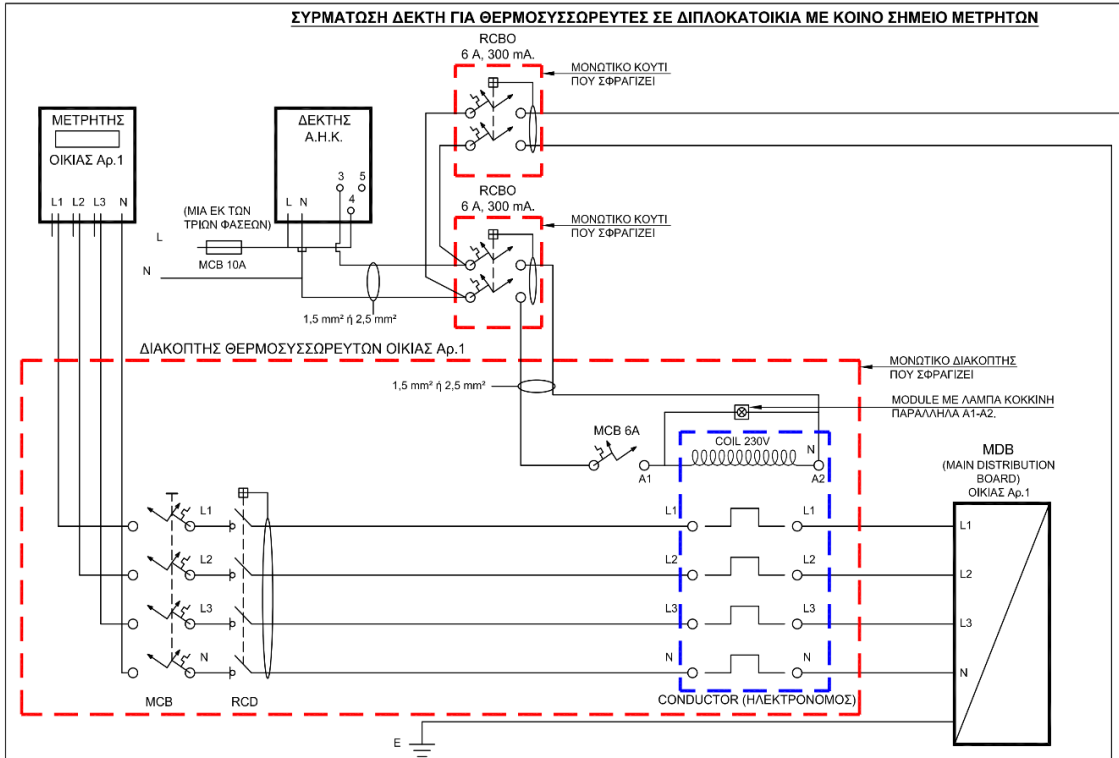 ΣΥΡΜΑΤΩΣΗ ΔΕΚΤΗ ΓΙΑ ΘΕΡΜΟΣΥΣΣΩΡΕΥΤΕΣ ΣΕ ΔΙΠΛΟΚΑΤΟΙΚΙΑ ΜΕ ΚΟΙΝΟ ΣΗΜΕΙΟ ΜΕΤΡΗΤΩΝ
RCBO
6 A, 300 mA.
ΜΟΝΩΤΙΚΟ ΚΟΥΤΙ
ΠΟΥ ΣΦΡΑΓΙΖΕΙ
ΜΕΤΡΗΤΗΣ
ΟΙΚΙΑΣ Αρ.1
L1 L2 L3 N
ΔΕΚΤΗΣ
Α.Η.Κ.
3 5
L N 4
RCBO
6 A, 300 mA.
ΜΟΝΩΤΙΚΟ ΚΟΥΤΙ
ΠΟΥ ΣΦΡΑΓΙΖΕΙ
(ΜΙΑ ΕΚ ΤΩΝ
ΤΡΙΩΝ ΦΑΣΕΩΝ)
L
MCB 10A
N
1,5 mm² ή 2,5 mm²
ΔΙΑΚΟΠΤΗΣ ΘΕΡΜΟΣΥΣΣΩΡΕΥΤΩΝ ΟΙΚΙΑΣ Αρ.1
ΜΟΝΩΤΙΚΟ ΔΙΑΚΟΠΤΗΣ
ΠΟΥ ΣΦΡΑΓΙΖΕΙ
1,5 mm² ή 2,5 mm²
MODULE ΜΕ ΛΑΜΠΑ ΚΟΚΚΙΝΗ
ΠΑΡΑΛΛΗΛΑ Α1-Α2.
MCB 6A
COIL 230V
N
A1
A2
MDB
(MAIN DISTRIBUTION
BOARD)
ΟΙΚΙΑΣ Αρ.1
L1 L1 L1 L1
L2 L2 L2 L2
L3 L3 L3 L3
N N N N
MCB
RCD
CONDUCTOR (ΗΛΕΚΤΡΟΝΟΜΟΣ)
E